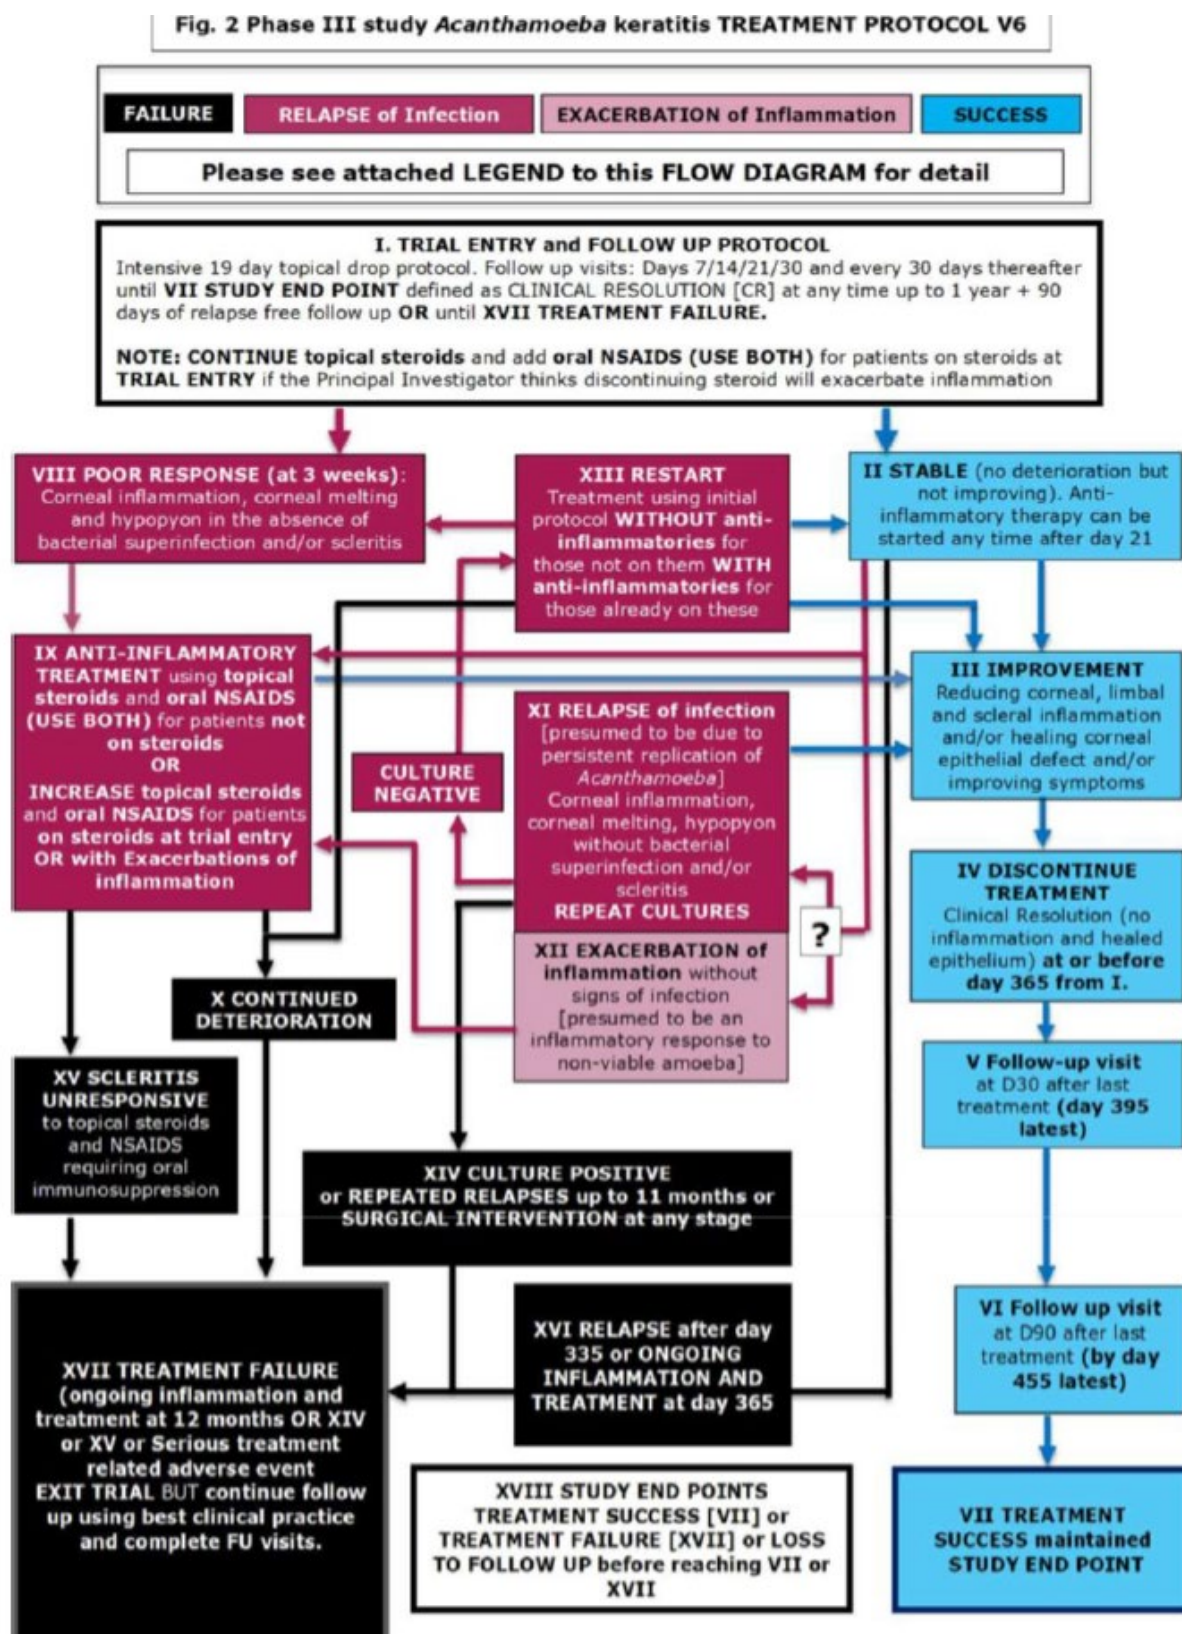 Fig. 2 Phase III study Acanthamoeba keratitis TREATMENT PROTOCOL V6
FAILURE
RELAPSE of Infection
EXACERBATION of Inflammation
SUCCESS
Please see attached LEGEND to this FLOW DIAGRAM for detail
I. TRIAL ENTRY and FOLLOW UP PROTOCOL
Intensive 19 day topical drop protocol. Follow up visits: Days 7/14/21/30 and every 30 days thereafter
until VII STUDY END POINT defined as CLINICAL RESOLUTION [CR] at any time up to 1 year + 90
days of relapse free follow up OR until XVII TREATMENT FAILURE.
NOTE: CONTINUE topical steroids and add oral NSAIDS (USE BOTH) for patients on steroids at
TRIAL ENTRY if the Principal Investigator thinks discontinuing steroid will exacerbate inflammation
VIII POOR RESPONSE (at 3 weeks):
Corneal inflammation, corneal melting
and hypopyon in the absence of
bacterial superinfection and/or scleritis
XIII RESTART
Treatment using initial
protocol WITHOUT anti-
inflammatories for
those not on them WITH
anti-inflammatories for
those already on these
II STABLE (no deterioration but
not improving). Anti-
inflammatory therapy can be
started any time after day 21
IX ANTI-INFLAMMATORY
TREATMENT using topical
steroids and oral NSAIDS
(USE BOTH) for patients not
on steroids
OR
INCREASE topical steroids
and oral NSAIDS for patients
on steroids at trial entry
OR with Exacerbations of
inflammation
CULTURE
NEGATIVE
XI RELAPSE of infection
[presumed to be due to
persistent replication of
Acanthamoeba]
Corneal inflammation,
corneal melting, hypopyon
without bacterial
superinfection and/or
scleritis
REPEAT CULTURES
III IMPROVEMENT
Reducing corneal, limbal
and scleral inflammation
and/or healing corneal
epithelial defect and/or
improving symptoms
?
IV DISCONTINUE
TREATMENT
Clinical Resolution (no
inflammation and healed
epithelium) at or before
day 365 from I.
XII EXACERBATION of
inflammation without
signs of infection
[presumed to be an
inflammatory response to
non-viable amoeba]
X CONTINUED
DETERIORATION
V Follow-up visit
at D30 after last
treatment (day 395
latest)
XV SCLERITIS
UNRESPONSIVE
to topical steroids
and NSAIDS
requiring oral
immunosuppression
XIV CULTURE POSITIVE
or REPEATED RELAPSES up to 11 months or
SURGICAL INTERVENTION at any stage
XVI RELAPSE after day
335 or ONGOING
INFLAMMATION AND
TREATMENT at day 365
VI Follow up visit
at D90 after last
treatment (by day
455 latest)
XVII TREATMENT FAILURE
(ongoing inflammation and
treatment at 12 months OR XIV
or XV or Serious treatment
related adverse event
EXIT TRIAL BUT continue follow
up using best clinical practice
and complete FU visits.
XVIII STUDY END POINTS
TREATMENT SUCCESS [VII] or
TREATMENT FAILURE [XVII] or LOSS
TO FOLLOW UP before reaching VII or
XVII
VII TREATMENT
SUCCESS maintained
STUDY END POINT